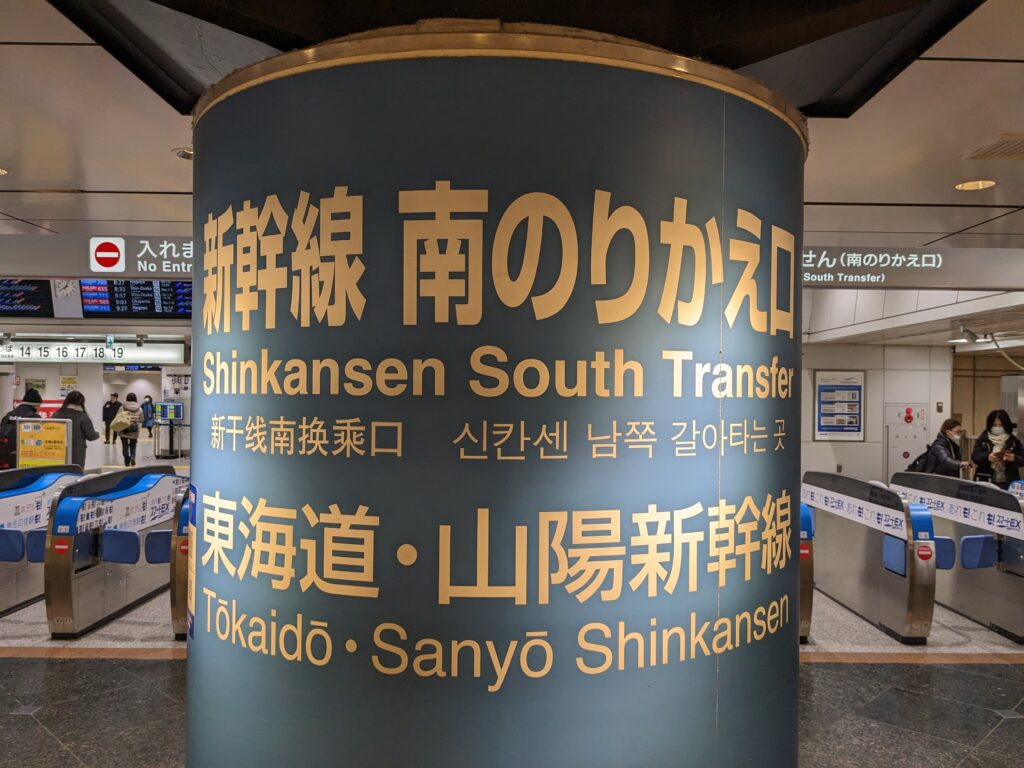 新幹線 南のりかえ口
Shinkansen South Transfer
新干线南换乘口 신칸센 남쪽 갈아타는 곳
東海道・山陽新幹線
Tōkaidō・Sanyō Shinkansen
入れま
No Entr
せん（南のりかえ口）
South Transfer)
14 15 16 17 18 19